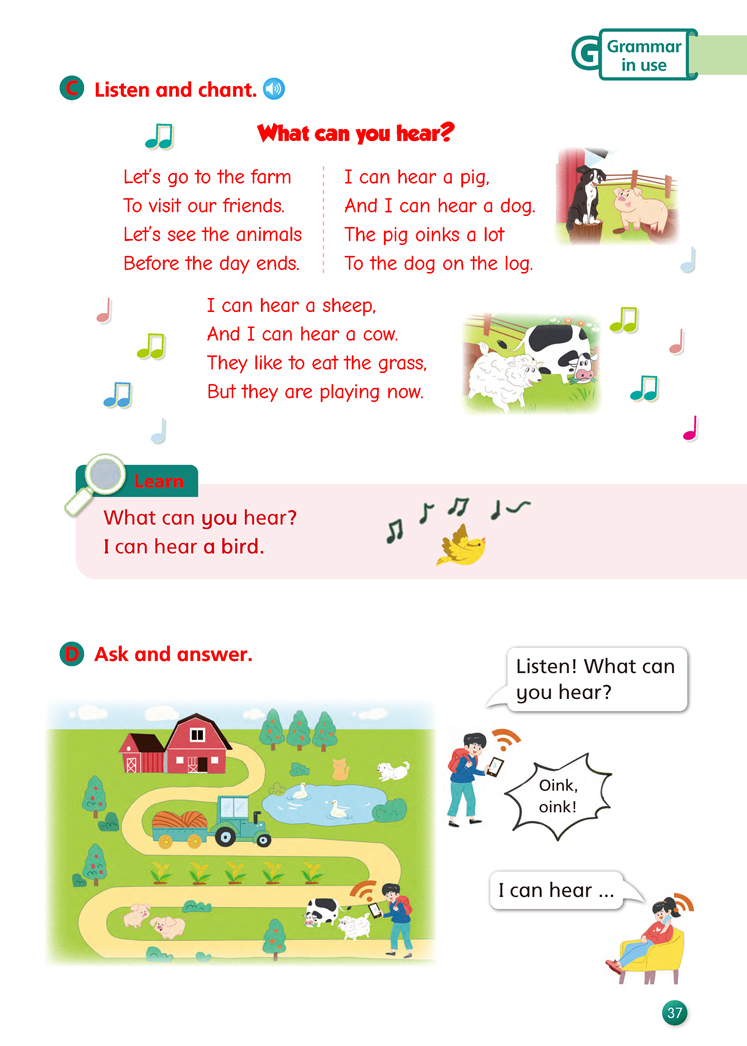 G
Grammar
in use
C Listen and chant.
What can you hear?
Let's go to the farm
To visit our friends.
Let's see the animals
Before the day ends.
I can hear a pig,
And I can hear a dog.
The pig oinks a lot
To the dog on the log.
I can hear a sheep,
And I can hear a cow.
They like to eat the grass,
But they are playing now.
Learn
What can you hear?
I can hear a bird.
D Ask and answer.
Listen! What can
you hear?
Oink,
oink!
I can hear ...
37